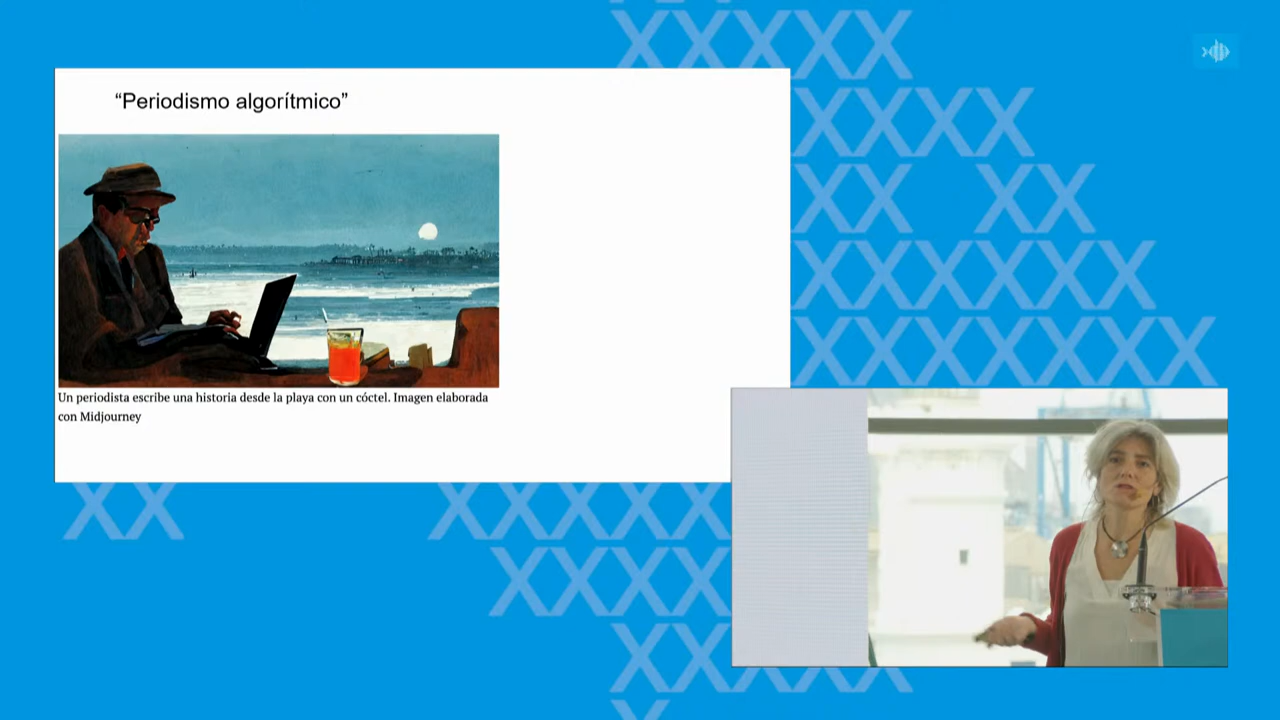 “Periodismo algorítmico”
Un periodista escribe una historia desde la playa con un cóctel. Imagen elaborada
con Midjourney